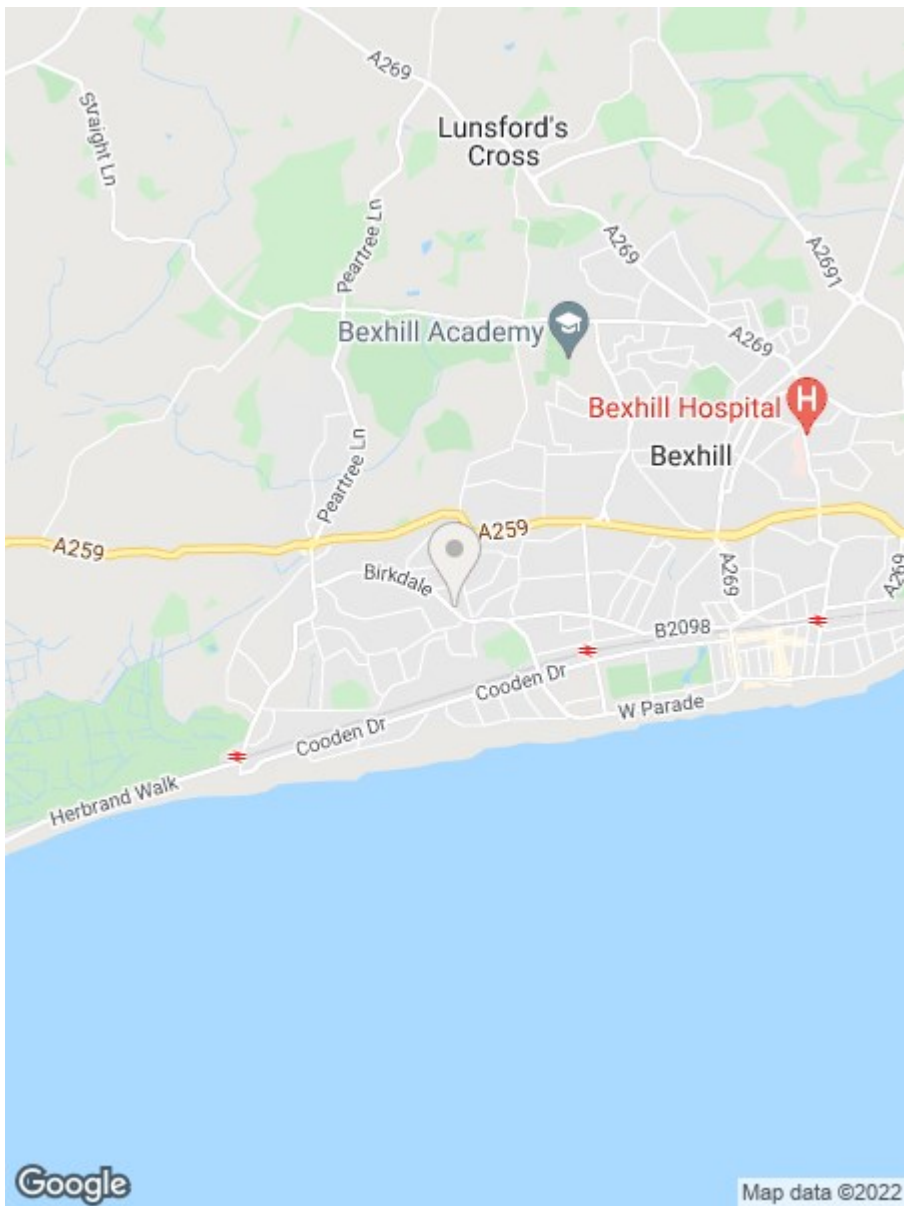 A269
Lunsford's
Cross
Straight Ln
Peartree Ln
A269
A2691
Bexhill Academy
A269
Bexhill Hospital
H
Bexhill
Peartree Ln
A259
A259
Birkdale
A269
A269
B2098
Cooden Dr
W Parade
Cooden Dr
Herbrand Walk
Google
Map data ©2022